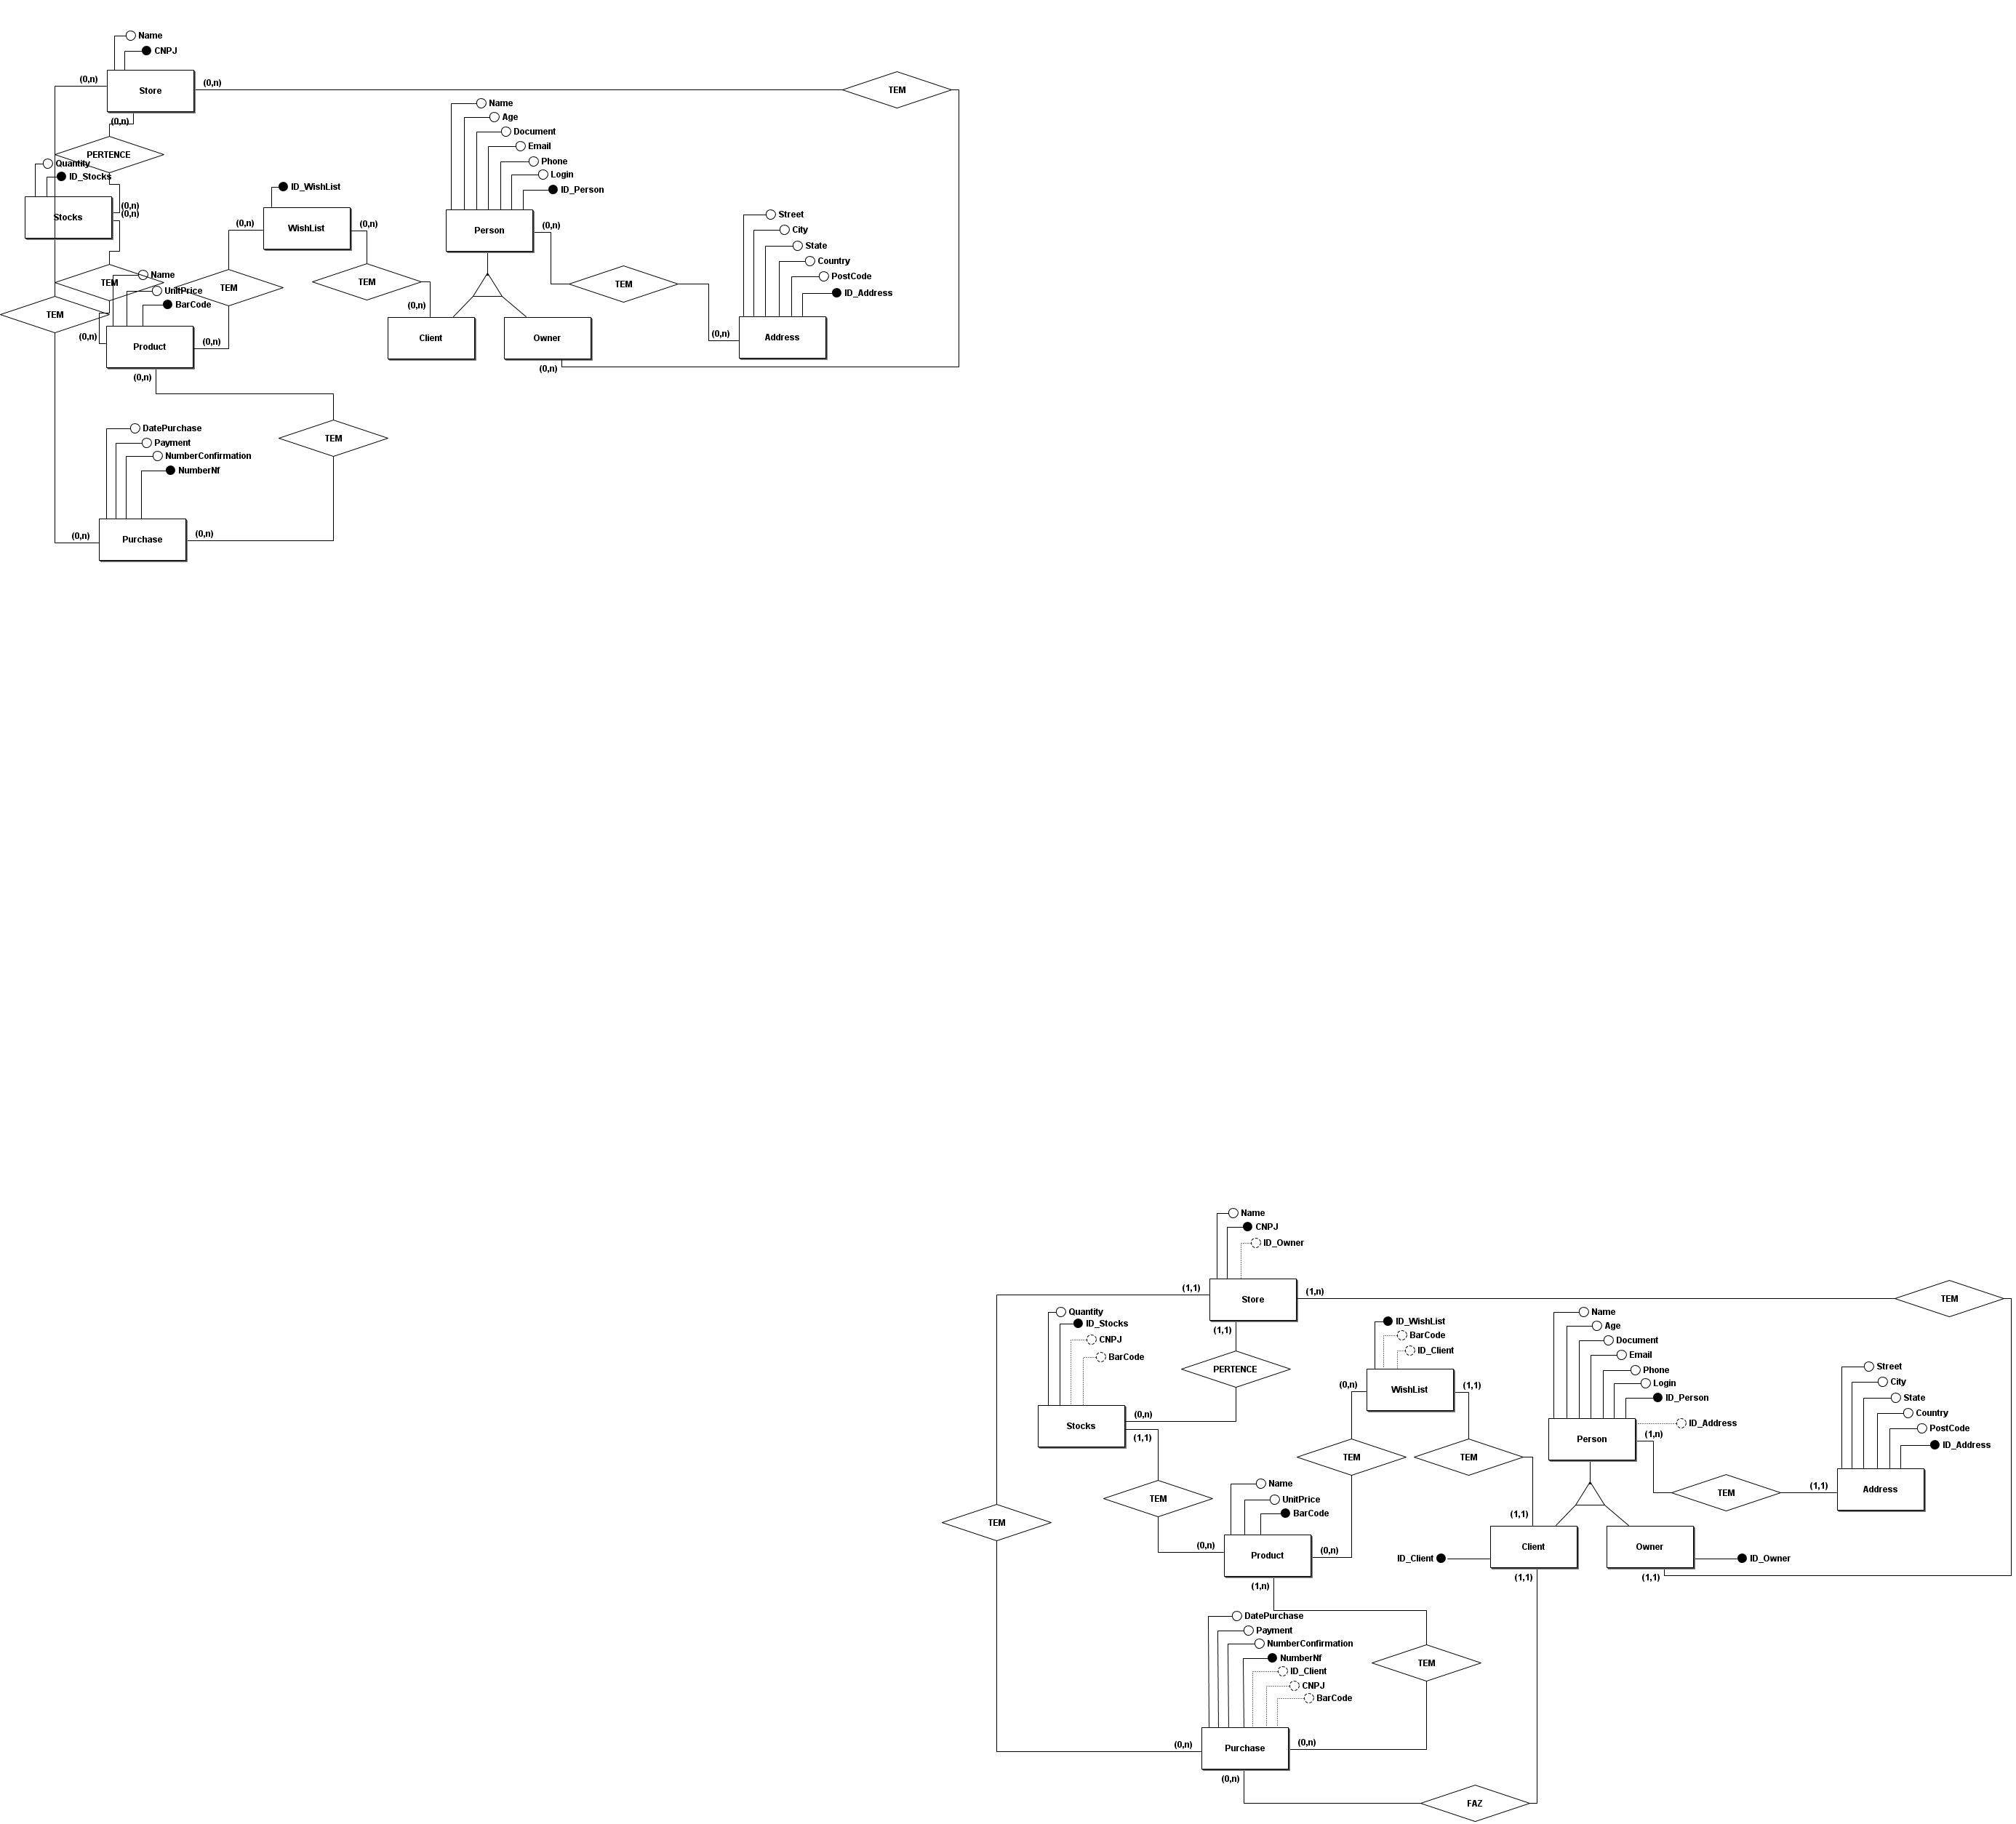 Name
CNPJ
(0,n)
(0,n)
Store
TEM
(0,n)
PERTENCE
Quantity
ID_Stocks
Stocks
(0,n)
(0,n)
TEM
TEM
Name
UnitPrice
BarCode
(0,n)
Product
(0,n)
(0,n)
ID_WishList
(0,n)
WishList
(0,n)
TEM
TEM
(0,n)
Name
Age
Document
Email
Phone
Login
ID_Person
Person
(0,n)
Client
Owner
(0,n)
TEM
Street
City
State
Country
PostCode
ID_Address
(0,n)
Address
TEM
DatePurchase
Payment
NumberConfirmation
NumberNf
(0,n)
Purchase
(0,n)
Name
CNPJ
ID_Owner
(1,1)
(1,n)
Store
TEM
(1,1)
PERTENCE
Quantity
ID_Stocks
CNPJ
BarCode
Stocks
(0,n)
(1,1)
TEM
TEM
ID_WishList
BarCode
ID_Client
(0,n)
WishList
(1,1)
TEM
TEM
Name
UnitPrice
BarCode
(0,n)
Product
(0,n)
(1,n)
Name
Age
Document
Email
Phone
Login
ID_Person
ID_Address
Person
(1,n)
TEM
Street
City
State
Country
PostCode
ID_Address
(1,1)
Address
(1,1)
ID_Client
Client
(1,1)
Owner
ID_Owner
(1,1)
DatePurchase
Payment
NumberConfirmation
NumberNf
ID_Client
CNPJ
BarCode
TEM
(0,n)
Purchase
(0,n)
(0,n)
FAZ